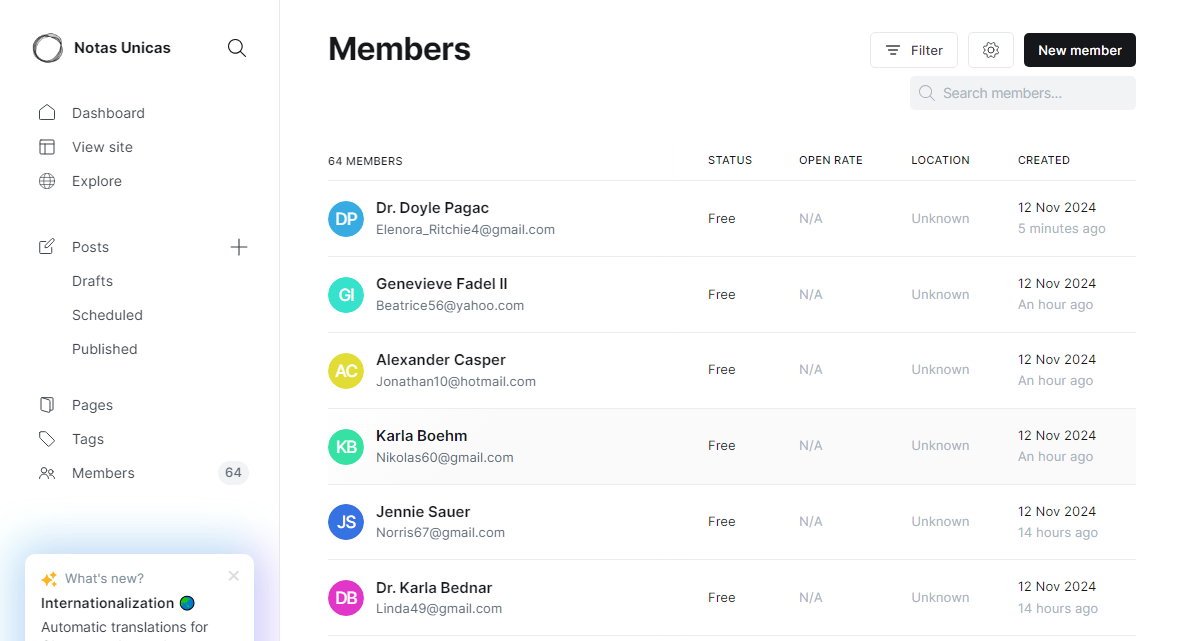 Notas Unicas
Dashboard
View site
Explore
Posts
Drafts
Scheduled
Published
Pages
Tags
Members 64
What's new?
Internationalization
Automatic translations for
Members
Filter
New member
Search members...
64 MEMBERS STATUS OPEN RATE LOCATION CREATED
DP Dr. Doyle Pagac Free N/A Unknown 12 Nov 2024
Elenora_Ritchie4@gmail.com 5 minutes ago
GI Genevieve Fadel II Free N/A Unknown 12 Nov 2024
Beatrice56@yahoo.com An hour ago
AC Alexander Casper Free N/A Unknown 12 Nov 2024
Jonathan10@hotmail.com An hour ago
KB Karla Boehm Free N/A Unknown 12 Nov 2024
Nikolas60@gmail.com An hour ago
JS Jennie Sauer Free N/A Unknown 12 Nov 2024
Norris67@gmail.com 14 hours ago
DB Dr. Karla Bednar Free N/A Unknown 12 Nov 2024
Linda49@gmail.com 14 hours ago